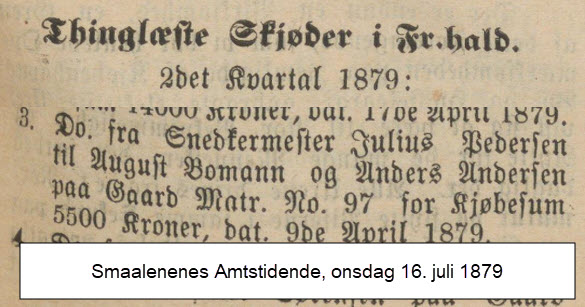 Thinglæste Skjøder i Fr.hald.
2det Kvartal 1879:
14000 Kroner, dat. 17de April 1879.
3. Do. fra Snedkermester Julius Pedersen
til August Bomann og Anders Andersen
paa Gaard Matr. No. 97 for Kjøbesum
5500 Kroner, dat. 9de April 1879.
Smaalenenes Amtstidende, onsdag 16. juli 1879